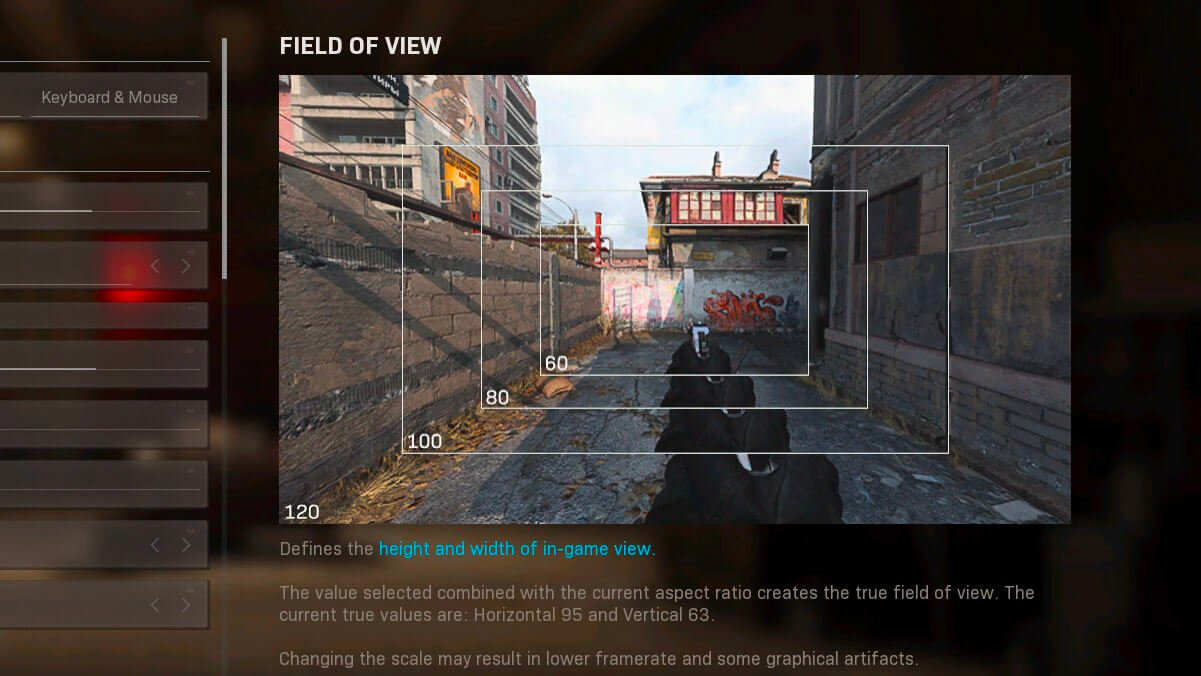 FIELD OF VIEW
Keyboard & Mouse
60
80
100
120
Defines the height and width of in-game view.
The value selected combined with the current aspect ratio creates the true field of view. The
current true values are: Horizontal 95 and Vertical 63.
Changing the scale may result in lower framerate and some graphical artifacts.